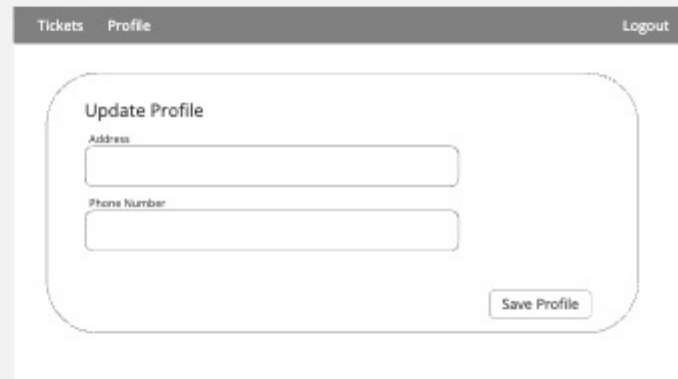 Tickets Profile Logout
Update Profile
Address
Phone Number
Save Profile